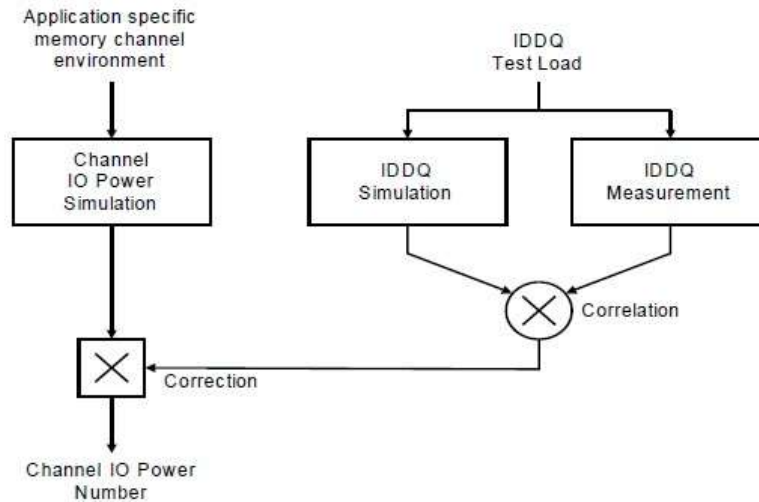 Application specific
memory channel
environment
IDDQ
Test Load
Channel
IO Power
Simulation
IDDQ
Simulation
IDDQ
Measurement
Correlation
Correction
Channel IO Power
Number